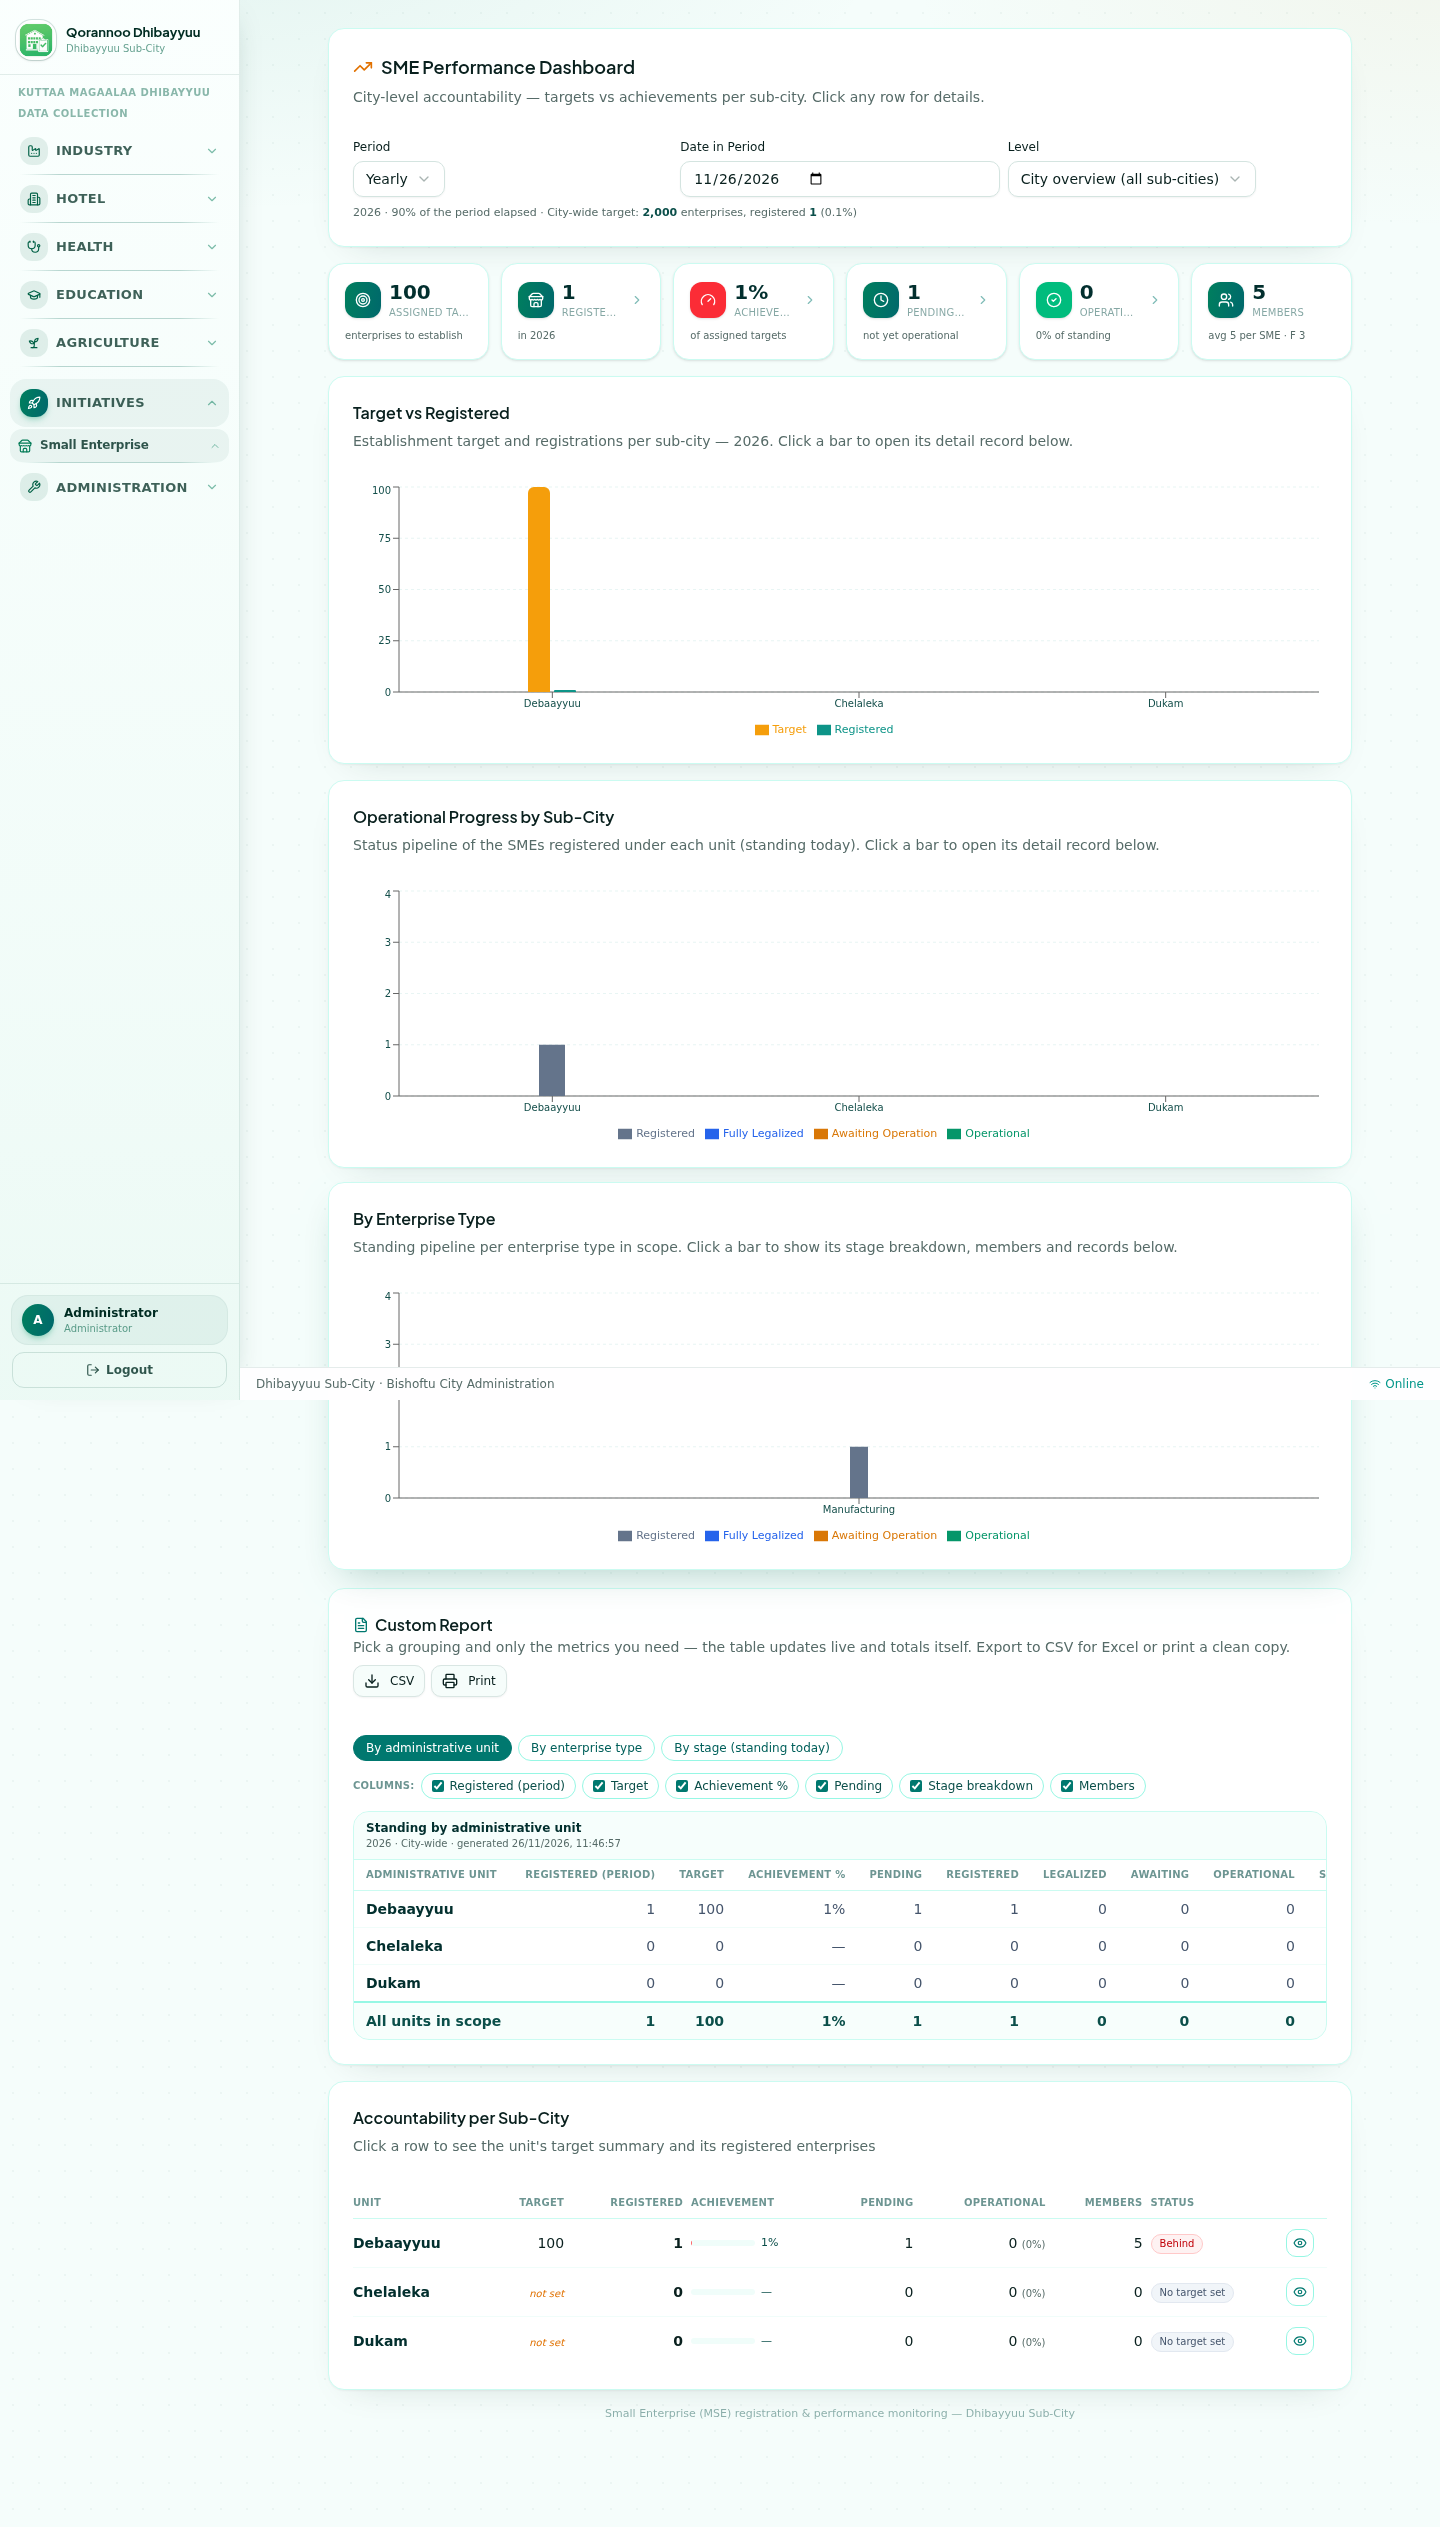 Qorannoo Dhibayyuu
Dhibayyuu Sub-City
KUTTAA MAGAALAA DHIBAYYUU
DATA COLLECTION
INDUSTRY
HOTEL
HEALTH
EDUCATION
AGRICULTURE
INITIATIVES
Small Enterprise
ADMINISTRATION
A
Administrator
Administrator
Logout
SME Performance Dashboard
City-level accountability — targets vs achievements per sub-city. Click any row for details.
Period
Date in Period
Level
Yearly
11/26/2026
City overview (all sub-cities)
2026 · 90% of the period elapsed · City-wide target: 2,000 enterprises, registered 1 (0.1%)
100
ASSIGNED TA...
enterprises to establish
1
REGISTE...
in 2026
1%
ACHIEVE...
of assigned targets
1
PENDING...
not yet operational
0
OPERATI...
0% of standing
5
MEMBERS
avg 5 per SME · F 3
Target vs Registered
Establishment target and registrations per sub-city — 2026. Click a bar to open its detail record below.
100
75
50
25
0
Debaayyuu Chelaleka Dukam
Target Registered
Operational Progress by Sub-City
Status pipeline of the SMEs registered under each unit (standing today). Click a bar to open its detail record below.
4
3
2
1
0
Debaayyuu Chelaleka Dukam
Registered Fully Legalized Awaiting Operation Operational
By Enterprise Type
Standing pipeline per enterprise type in scope. Click a bar to show its stage breakdown, members and records below.
4
3
Dhibayyuu Sub-City · Bishoftu City Administration
Online
1
0
Manufacturing
Registered Fully Legalized Awaiting Operation Operational
Custom Report
Pick a grouping and only the metrics you need — the table updates live and totals itself. Export to CSV for Excel or print a clean copy.
CSV Print
By administrative unit By enterprise type By stage (standing today)
COLUMNS: Registered (period) Target Achievement % Pending Stage breakdown Members
Standing by administrative unit
2026 · City-wide · generated 26/11/2026, 11:46:57
ADMINISTRATIVE UNIT REGISTERED (PERIOD) TARGET ACHIEVEMENT % PENDING REGISTERED LEGALIZED AWAITING OPERATIONAL S
Debaayyuu 1 100 1% 1 1 0 0 0
Chelaleka 0 0 — 0 0 0 0 0
Dukam 0 0 — 0 0 0 0 0
All units in scope 1 100 1% 1 1 0 0 0
Accountability per Sub-City
Click a row to see the unit's target summary and its registered enterprises
UNIT TARGET REGISTERED ACHIEVEMENT PENDING OPERATIONAL MEMBERS STATUS
Debaayyuu 100 1 1% 1 0 (0%) 5 Behind
Chelaleka not set 0 — 0 0 (0%) 0 No target set
Dukam not set 0 — 0 0 (0%) 0 No target set
Small Enterprise (MSE) registration & performance monitoring — Dhibayyuu Sub-City